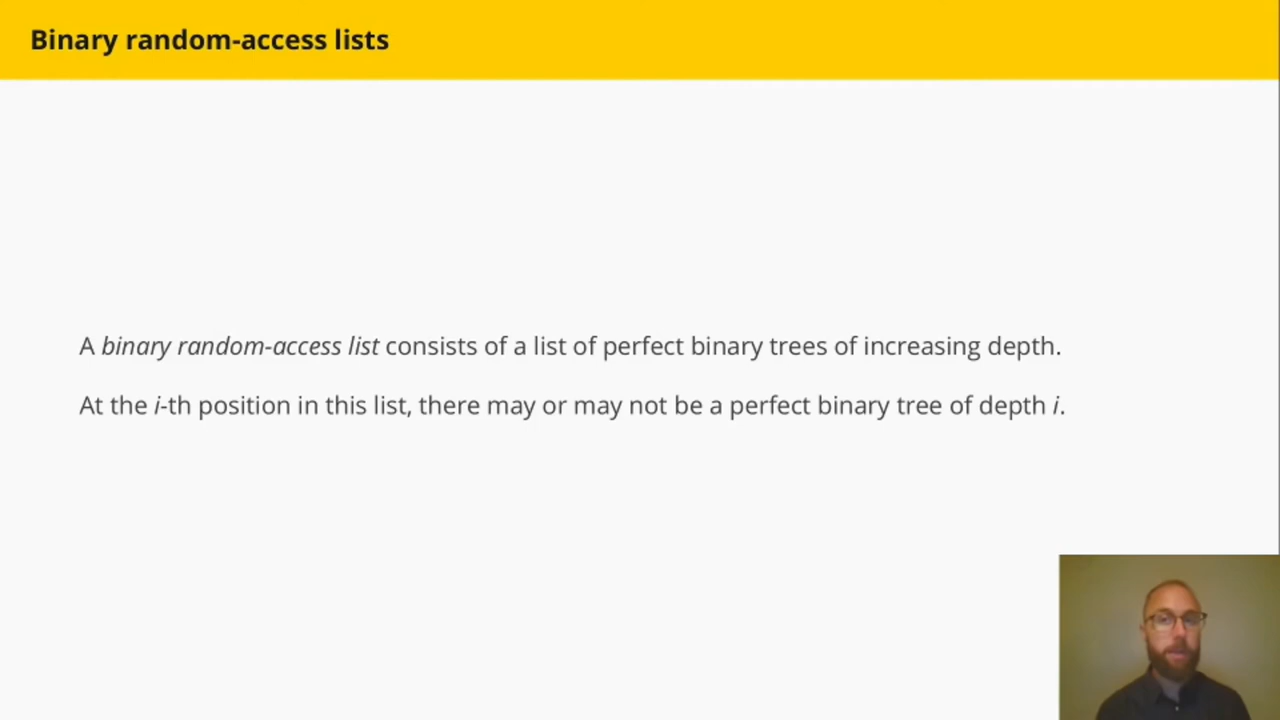 Binary random-access lists
A binary random-access list consists of a list of perfect binary trees of increasing depth.
At the i-th position in this list, there may or may not be a perfect binary tree of depth i.